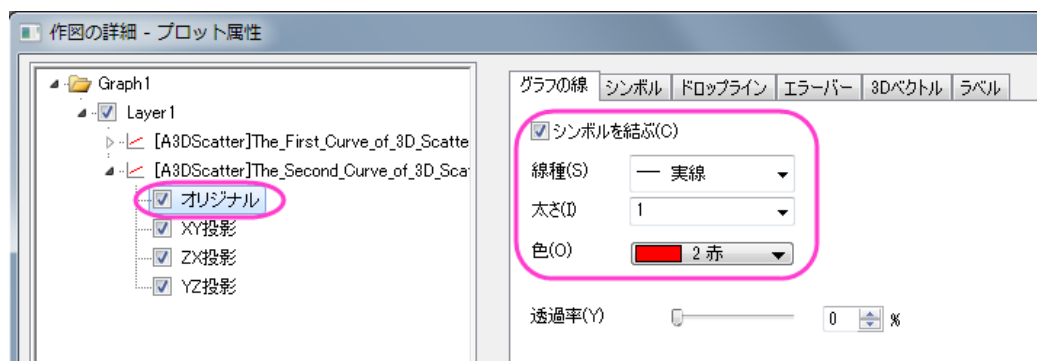 作図の詳細 - プロット属性
Graph1
Layer1
[A3DScatter]The_First_Curve_of_3D_Scatte
[A3DScatter]The_Second_Curve_of_3D_Sca
オリジナル
XY投影
ZX投影
YZ投影
グラフの線 シンボル ドロップライン エラーバー 3Dベクトル ラベル
シンボルを結ぶ(C)
線種(S) 実線
太さ(I) 1
色(O) 2 赤
透過率(Y) 0 %